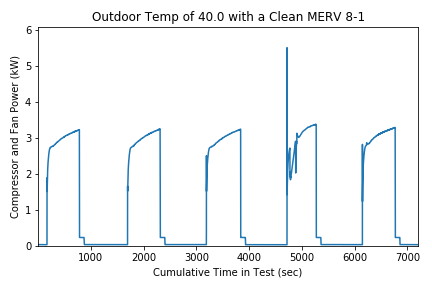 Outdoor Temp of 40.0 with a Clean MERV 8-1
Compressor and Fan Power (kW)
6
5
4
3
2
1
0
1000 2000 3000 4000 5000 6000 7000
Cumulative Time in Test (sec)